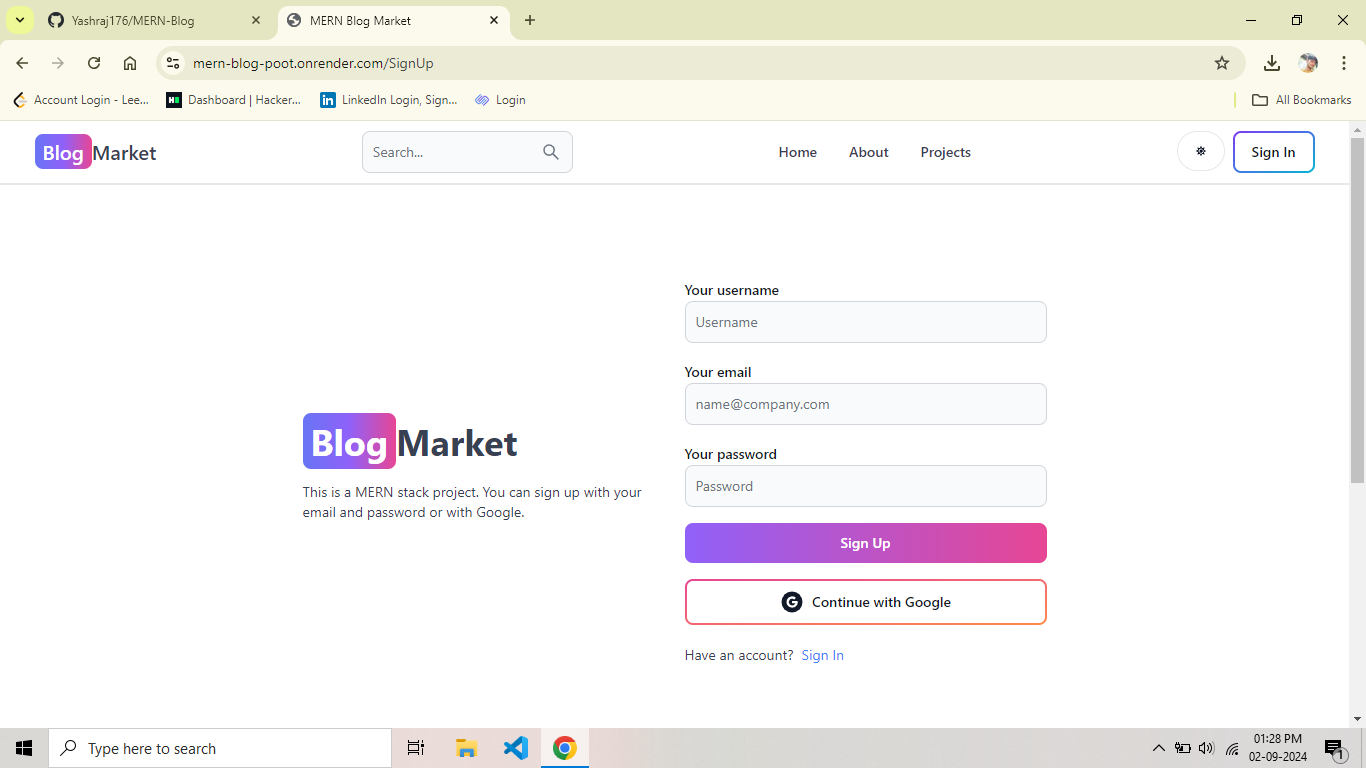 Yashraj176/MERN-Blog
MERN Blog Market
mern-blog-poot.onrender.com/SignUp
Account Login - Lee...
Dashboard | Hacker...
LinkedIn Login, Sign...
Login
All Bookmarks
Blog Market
Search...
Home
About
Projects
Sign In
Your username
Username
Your email
name@company.com
Your password
Password
Sign Up
G Continue with Google
Have an account? Sign In
Blog Market
This is a MERN stack project. You can sign up with your
email and password or with Google.
Type here to search
01:28 PM
02-09-2024
1